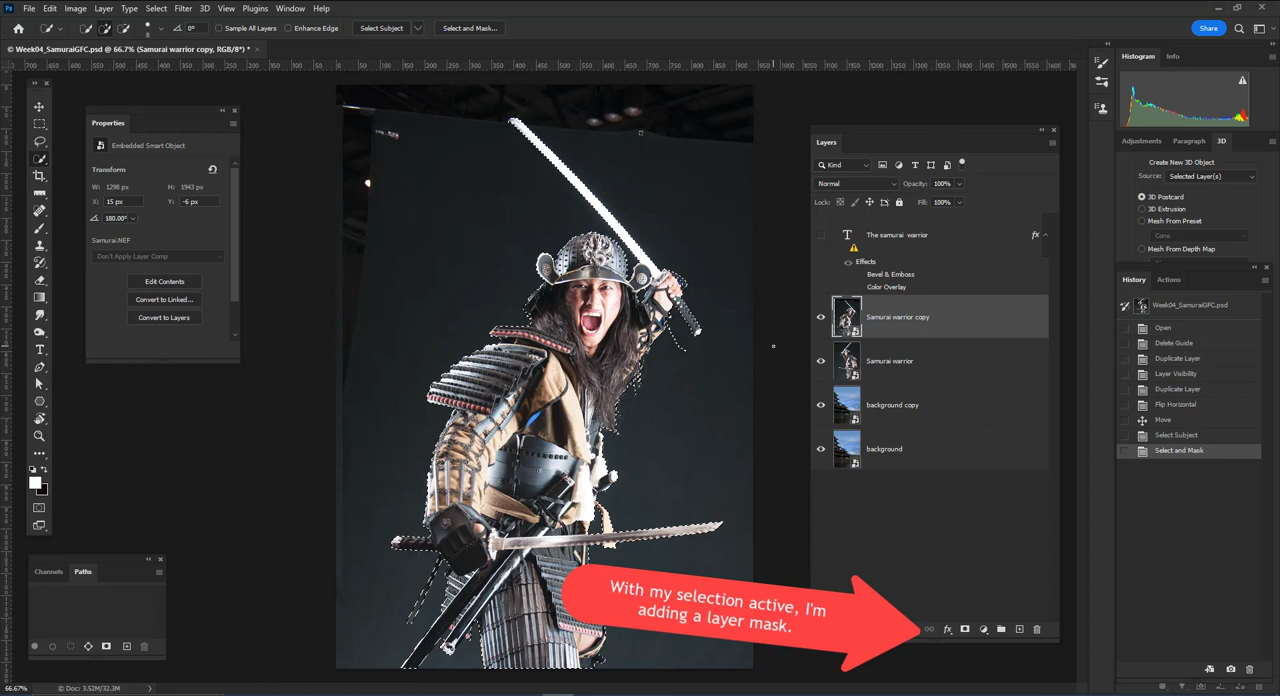 File Edit Image Layer Type Select Filter 3D View Plugins Window Help
0° Sample All Layers Enhance Edge Select Subject Select and Mask... Share
© Week04_SamuraiGFC.psd @ 66.7% (Samurai warrior copy, RGB/8*) *
Properties
Embedded Smart Object
Transform
W: 1298 px H: 1943 px
X: 15 px Y: -6 px
180.00°
Samurai.NEF
Don't Apply Layer Comp
Edit Contents
Convert to Linked...
Convert to Layers
Channels Paths
With my selection active, I'm
adding a layer mask.
Layers
Kind
Normal Opacity: 100%
Lock: Fill: 100%
The samurai warrior fx
Effects
Bevel & Emboss
Color Overlay
Samurai warrior copy
Samurai warrior
background copy
background
Histogram Info
Adjustments Paragraph 3D
Create New 3D Object
Source: Selected Layer(s)
3D Postcard
3D Extrusion
Mesh From Preset
Cone
Mesh From Depth Map
History Actions
Week04_SamuraiGFC.psd
Open
Delete Guide
Duplicate Layer
Layer Visibility
Duplicate Layer
Flip Horizontal
Move
Select Subject
Select and Mask
66.67% Doc: 3.52M/32.3M